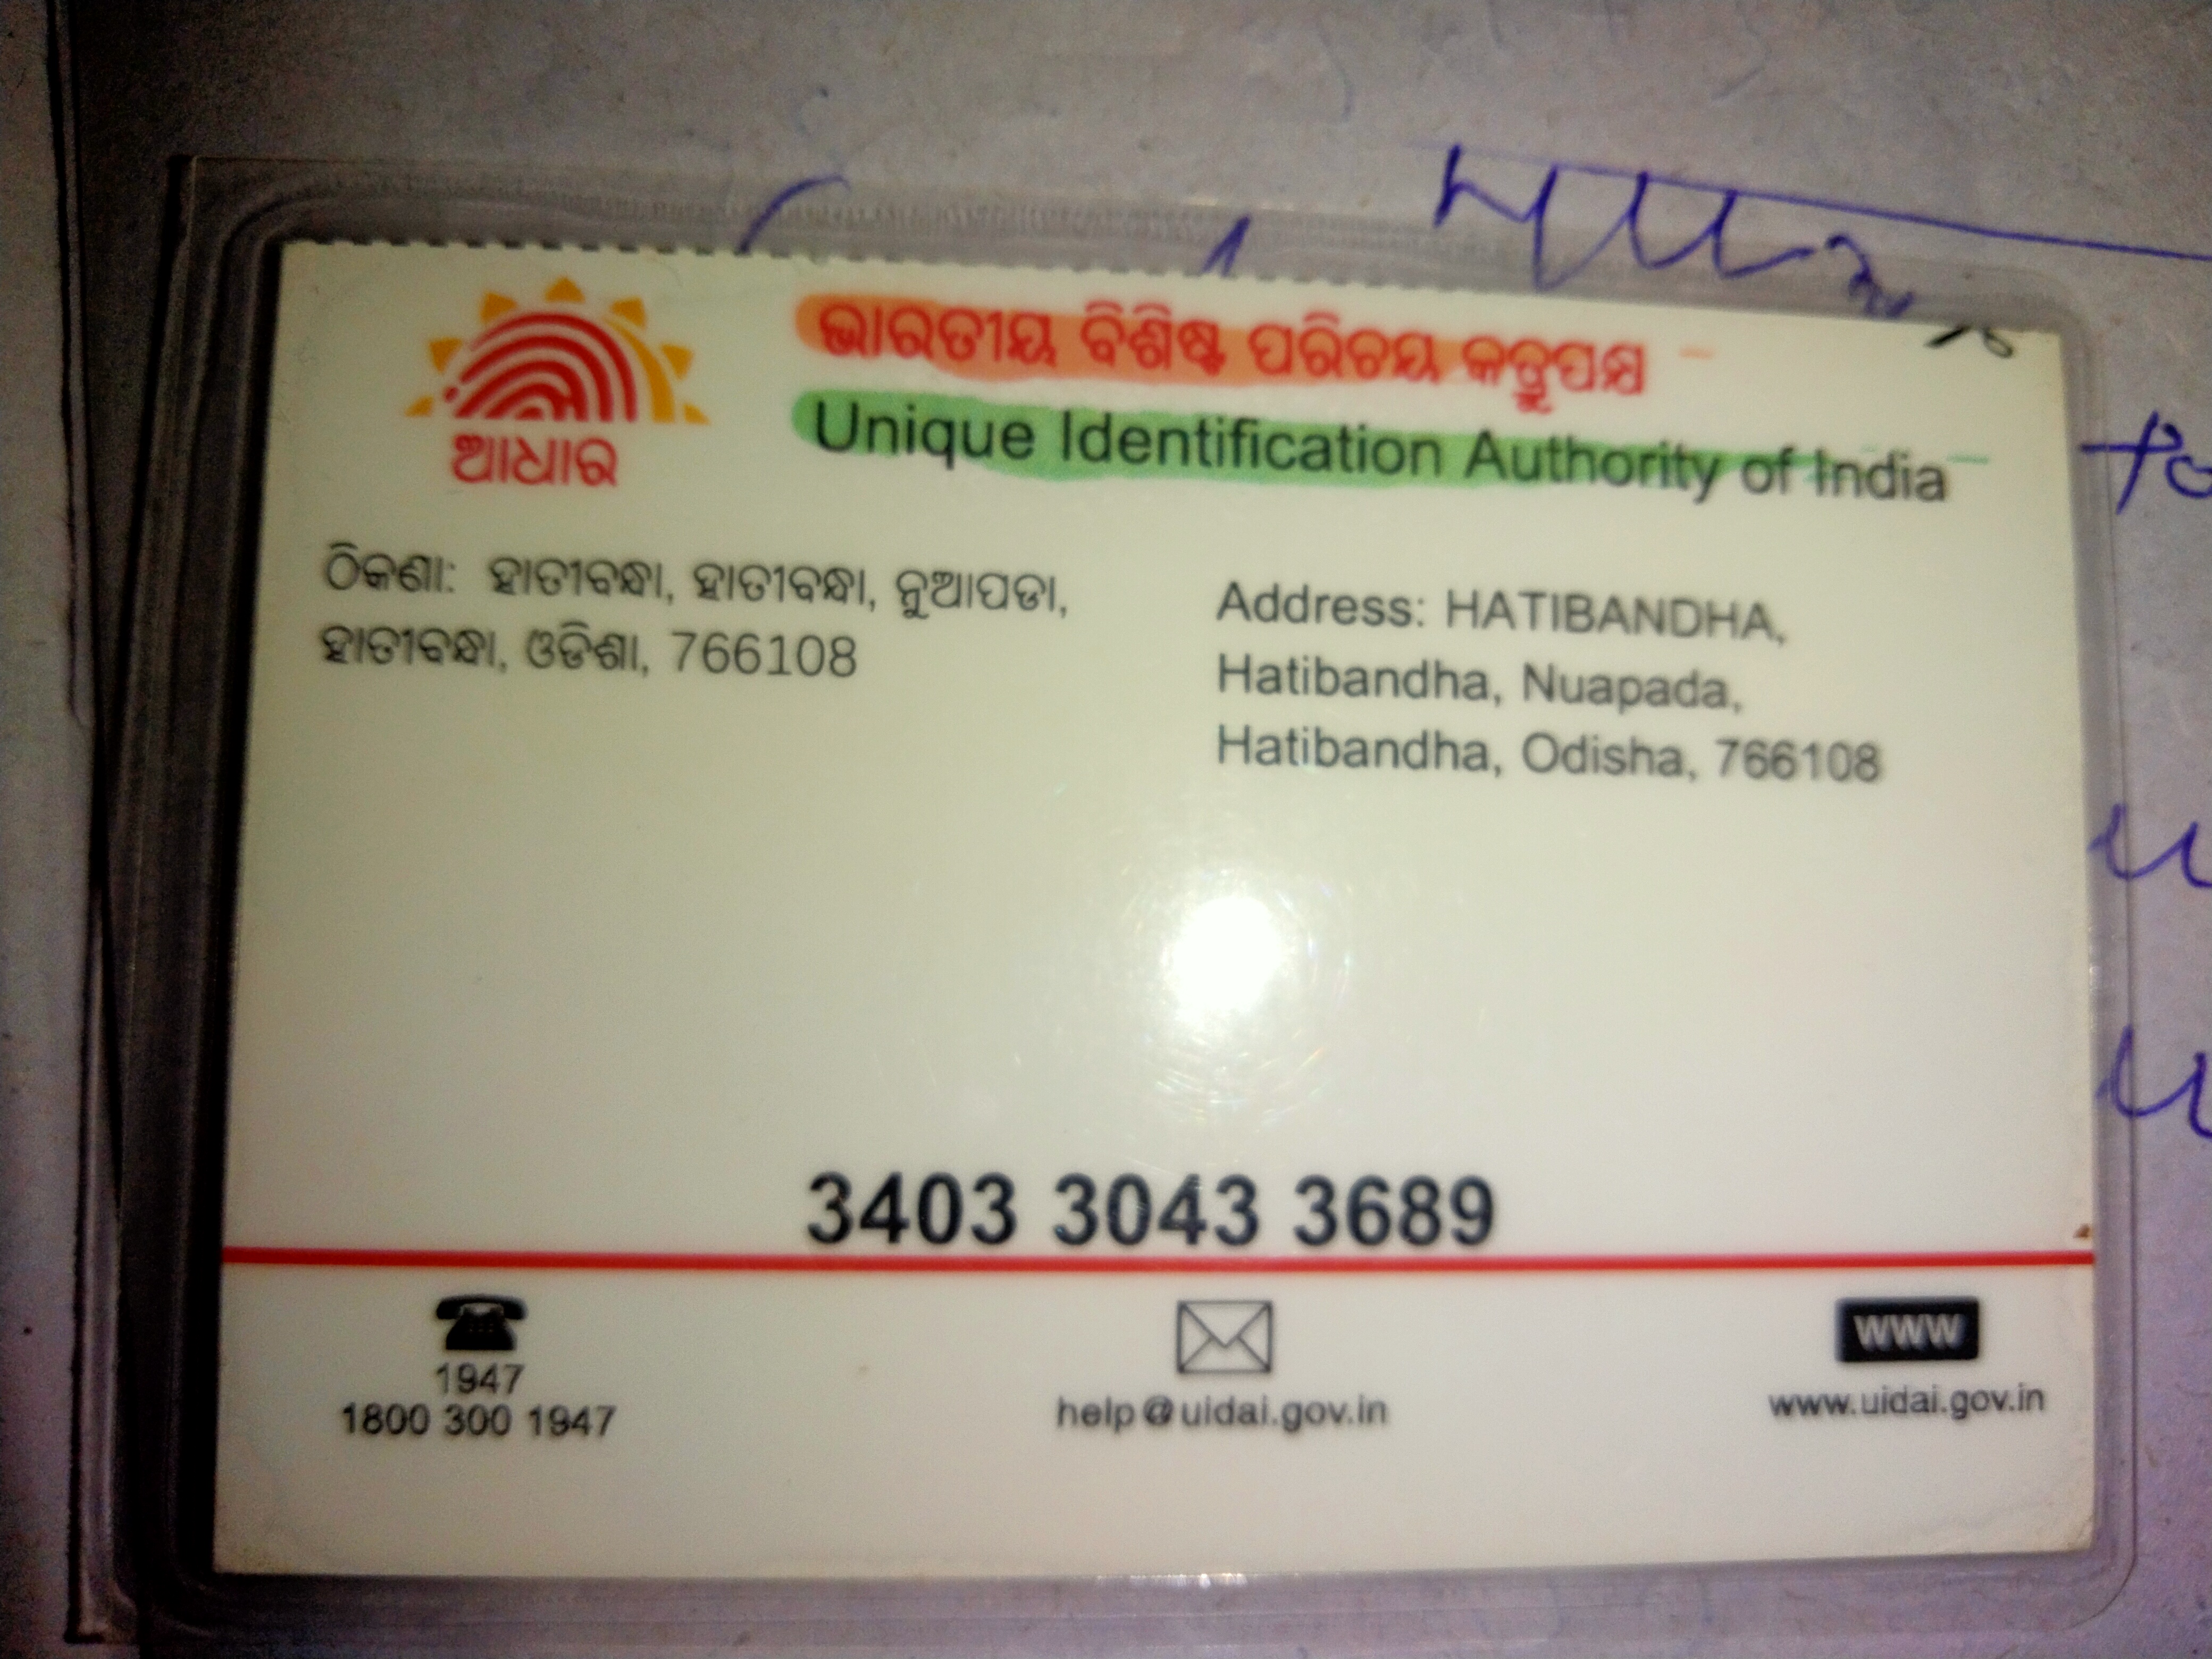 ଭାରତୀୟ ବିଶିଷ୍ଟ ପରିଚୟ କର୍ତ୍ତୃପକ୍ଷ
Unique Identification Authority of India
ଆଧାର
ଠିକଣା: ହାତୀବନ୍ଧା, ହାତୀବନ୍ଧା, ନୁଆପଡା,
ହାତୀବନ୍ଧା, ଓଡିଶା, 766108
Address: HATIBANDHA,
Hatibandha, Nuapada,
Hatibandha, Odisha, 766108
3403 3043 3689
1947
1800 300 1947
help@uidai.gov.in
WWW
www.uidai.gov.in